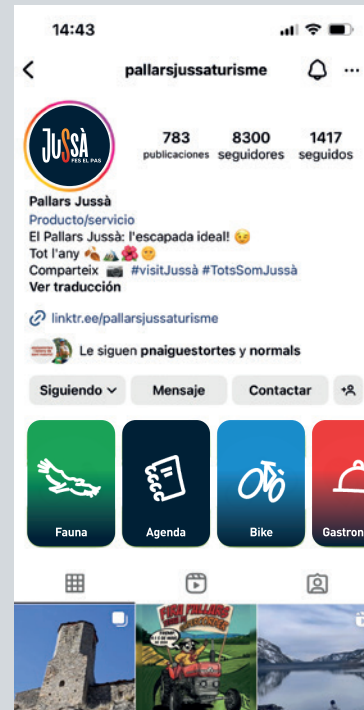 14:43
pallarsjussaturisme
JUSSÀ
FES EL PAS
783 8300 1417
publicaciones seguidores seguidos
Pallars Jussà
Producto/servicio
El Pallars Jussà: l'escapada ideal!
Tot l'any
Comparteix #visitJussà #TotsSomJussà
Ver traducción
linktr.ee/pallarsjussaturisme
Le siguen pnaiguestortes y normals
Siguiendo Mensaje Contactar
Fauna Agenda Bike Gastron